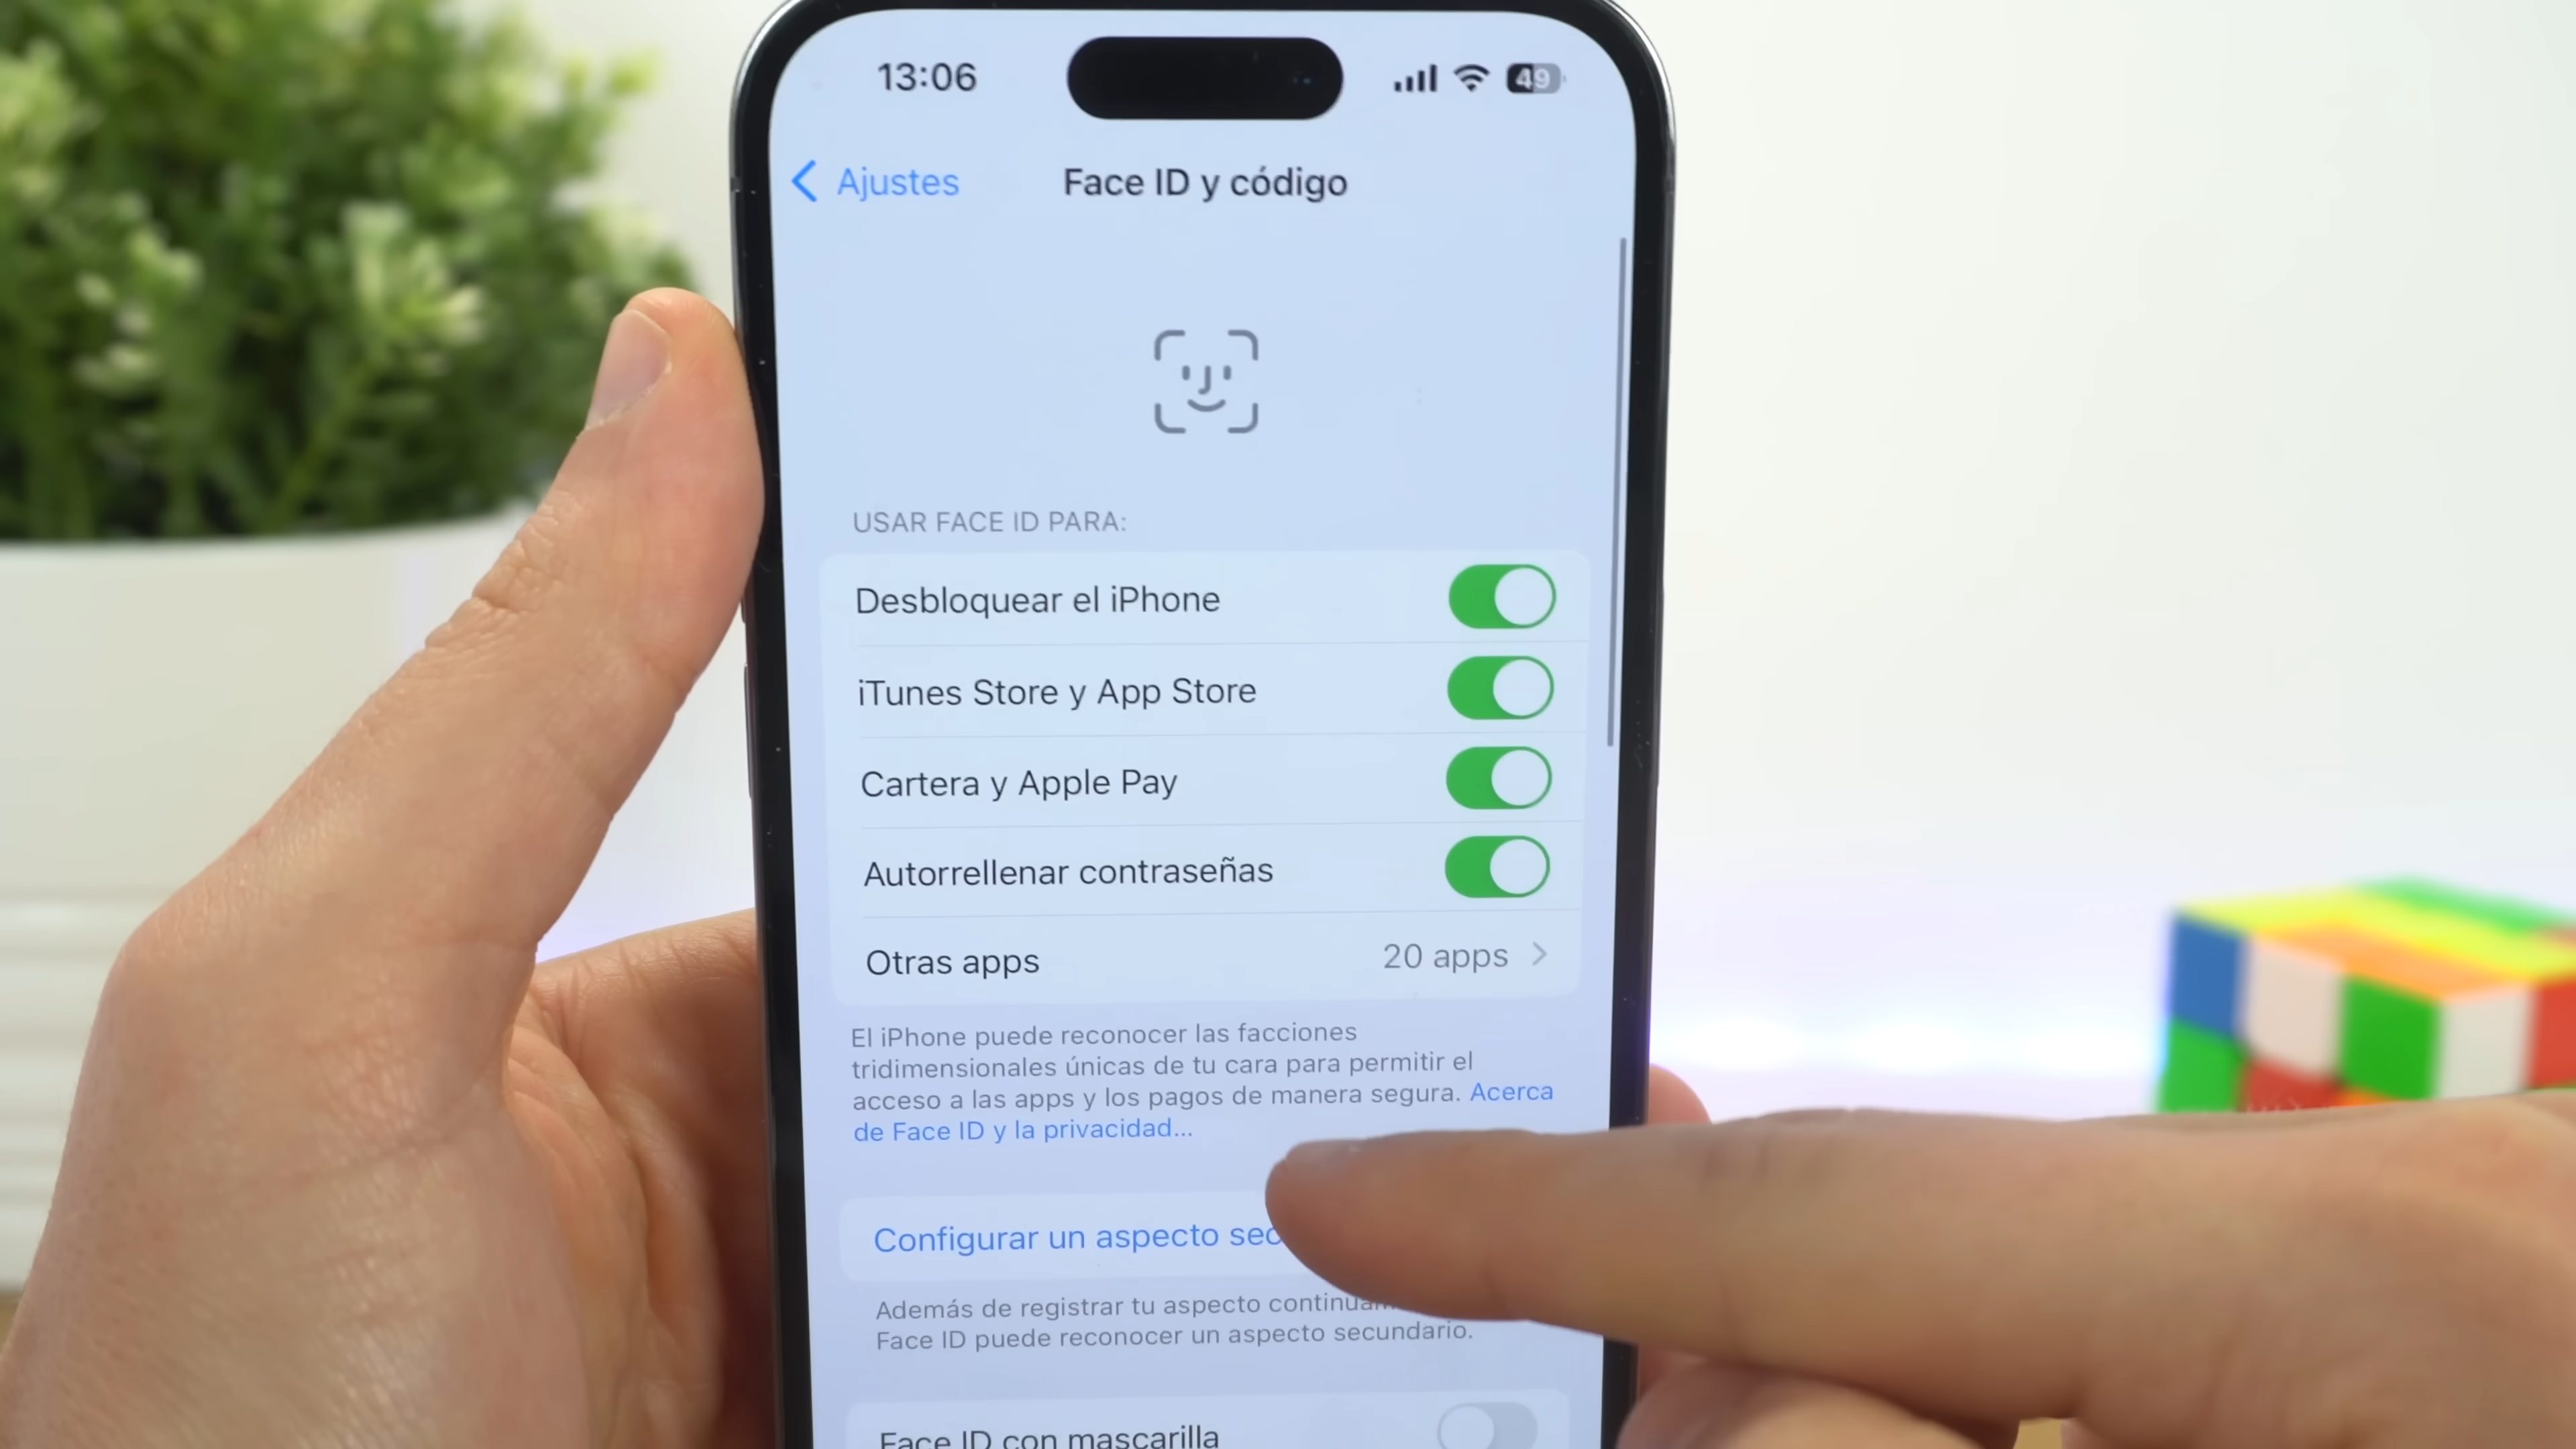 13:06
49
Ajustes
Face ID y código
USAR FACE ID PARA:
Desbloquear el iPhone
iTunes Store y App Store
Cartera y Apple Pay
Autorrellenar contraseñas
Otras apps 20 apps
El iPhone puede reconocer las facciones
tridimensionales únicas de tu cara para permitir el
acceso a las apps y los pagos de manera segura. Acerca
de Face ID y la privacidad...
Configurar un aspecto
Además de registrar tu aspecto
Face ID puede reconocer un aspecto secundario.
Face ID con mascarilla